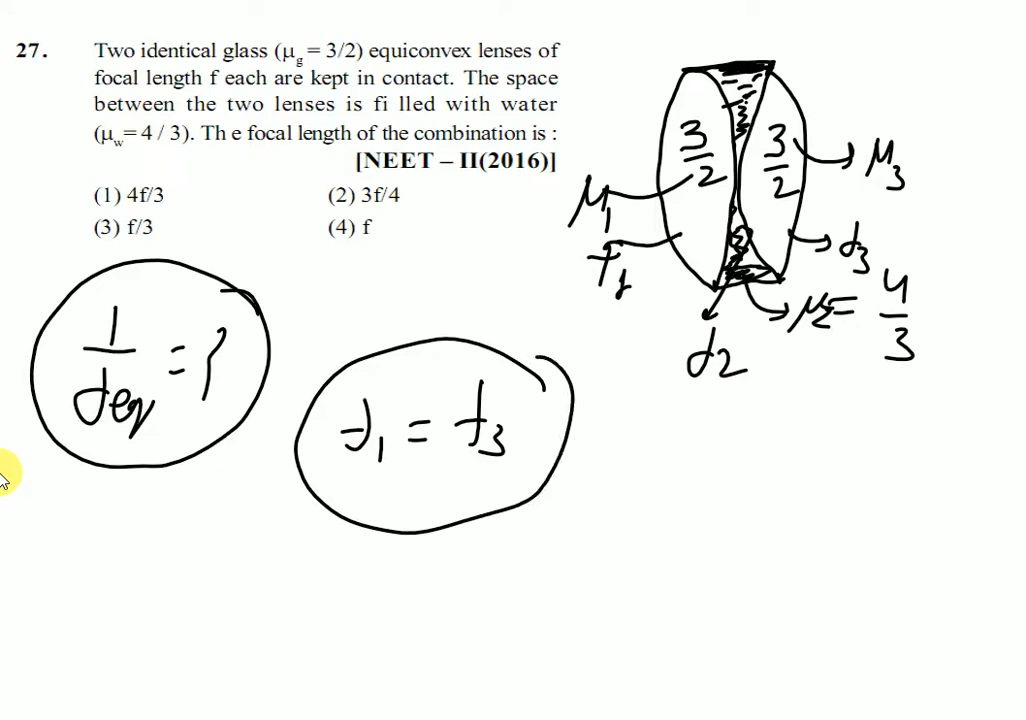 27. Two identical glass (μg = 3/2) equiconvex lenses of
focal length f each are kept in contact. The space
between the two lenses is fi lled with water
(μw = 4 / 3). Th e focal length of the combination is :
[NEET – II(2016)]
(1) 4f/3 (2) 3f/4
(3) f/3 (4) f
3/2
3/2
μ1
μ3
f1
f3
μ2 = 4/3
f2
1/feq = ?
f1 = f3